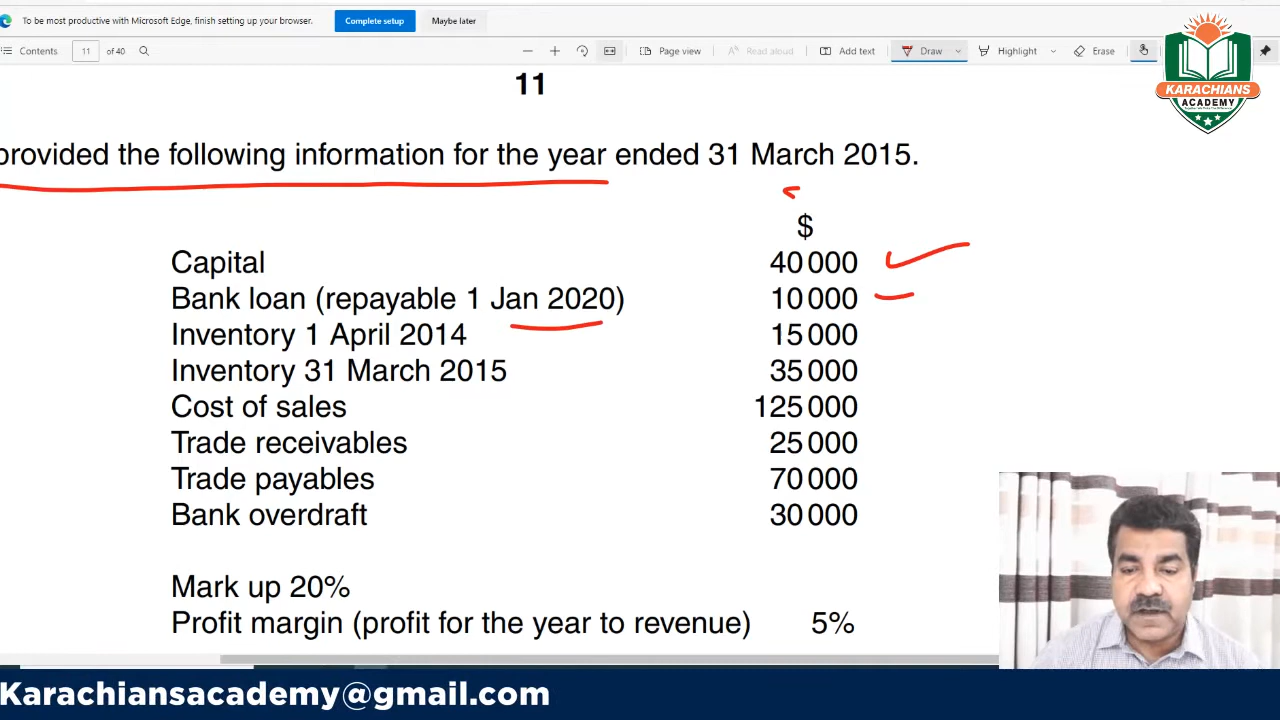 To be most productive with Microsoft Edge, finish setting up your browser. Complete setup Maybe later
Contents 11 of 40 Page view Read aloud Add text Draw Highlight Erase
KARACHIANS
ACADEMY
11
provided the following information for the year ended 31 March 2015.
$
Capital 40 000
Bank loan (repayable 1 Jan 2020) 10 000
Inventory 1 April 2014 15 000
Inventory 31 March 2015 35 000
Cost of sales 125 000
Trade receivables 25 000
Trade payables 70 000
Bank overdraft 30 000
Mark up 20%
Profit margin (profit for the year to revenue) 5%
Karachiansacademy@gmail.com